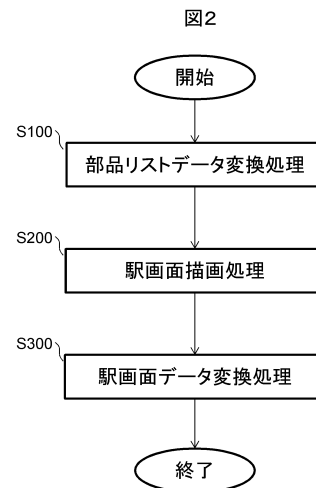 図2
開始
S100
部品リストデータ変換処理
S200
駅画面描画処理
S300
駅画面データ変換処理
終了